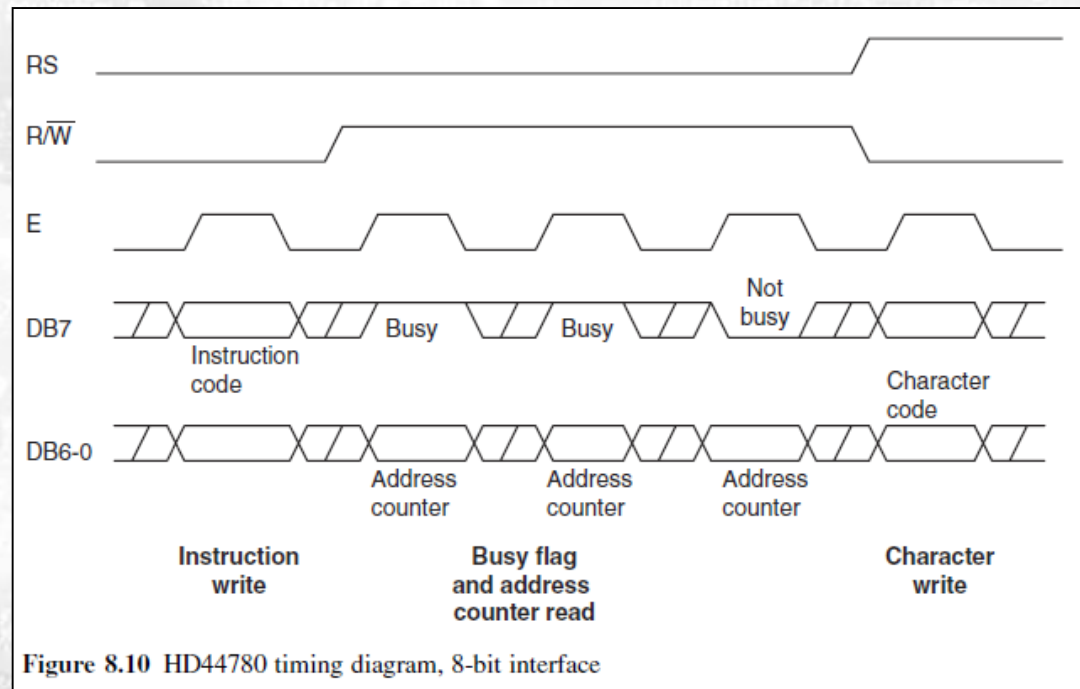 RS
R/W̅
E
DB7
Busy
Busy
Not
busy
Instruction
code
Character
code
DB6-0
Address
counter
Address
counter
Address
counter
Instruction
write
Busy flag
and address
counter read
Character
write
Figure 8.10 HD44780 timing diagram, 8-bit interface